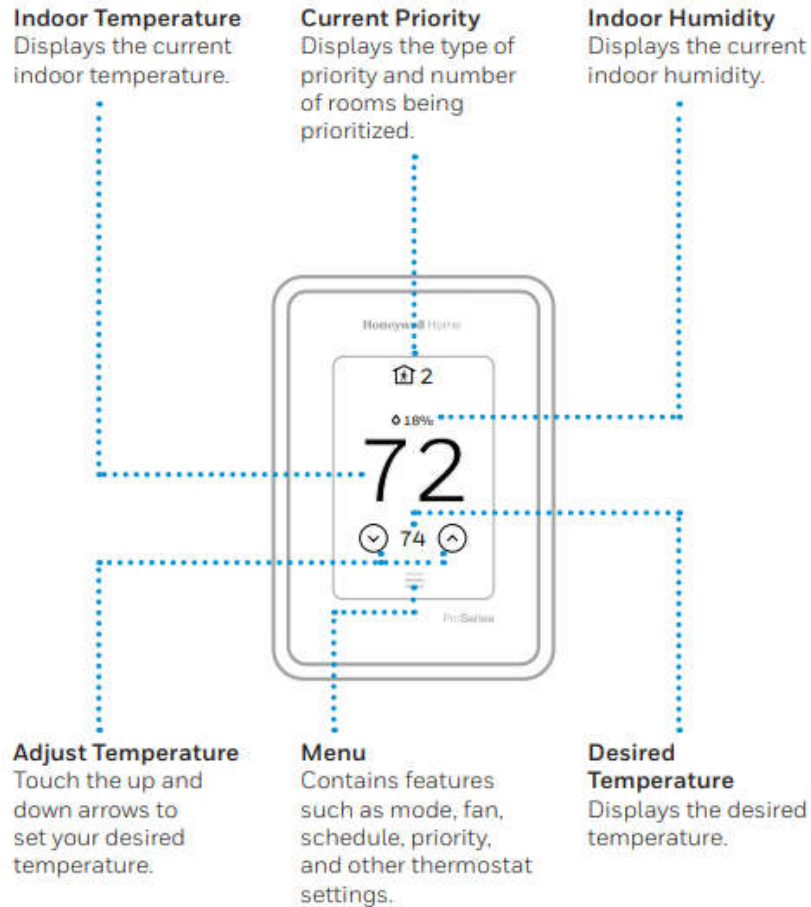 Indoor Temperature
Displays the current
indoor temperature.
Current Priority
Displays the type of
priority and number
of rooms being
prioritized.
Indoor Humidity
Displays the current
indoor humidity.
Honeywell Home
2
18%
72
74
ProSeries
Adjust Temperature
Touch the up and
down arrows to
set your desired
temperature.
Menu
Contains features
such as mode, fan,
schedule, priority,
and other thermostat
settings.
Desired
Temperature
Displays the desired
temperature.